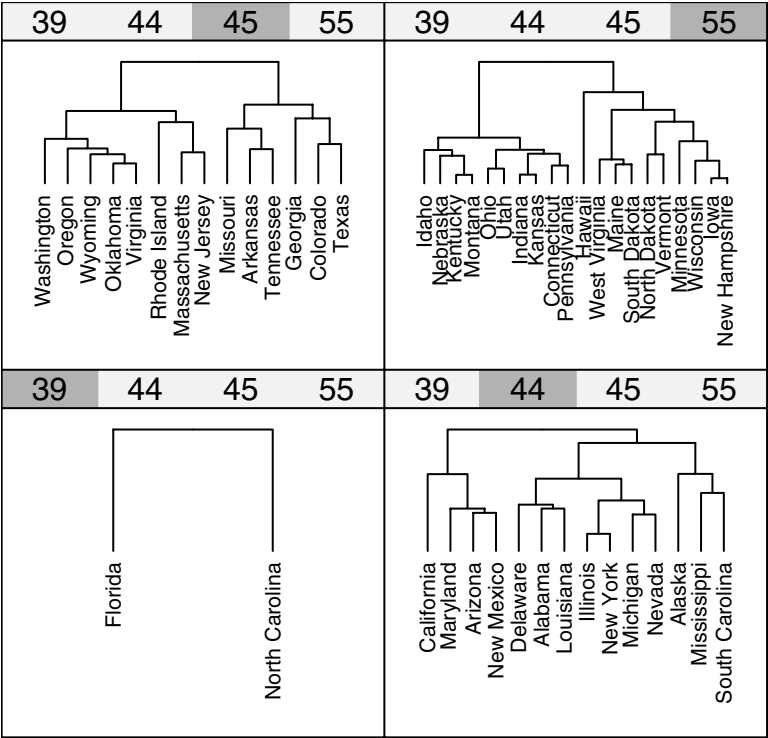 39 44 45 55
Washington
Oregon
Wyoming
Oklahoma
Virginia
Rhode Island
Massachusetts
New Jersey
Missouri
Arkansas
Tennessee
Georgia
Colorado
Texas
39 44 45 55
Idaho
Nebraska
Kentucky
Montana
Ohio
Utah
Indiana
Kansas
Connecticut
Pennsylvania
Hawaii
West Virginia
Maine
South Dakota
North Dakota
Vermont
Minnesota
Wisconsin
Iowa
New Hampshire
39 44 45 55
Florida
North Carolina
39 44 45 55
California
Maryland
Arizona
New Mexico
Delaware
Alabama
Louisiana
Illinois
New York
Michigan
Nevada
Alaska
Mississippi
South Carolina